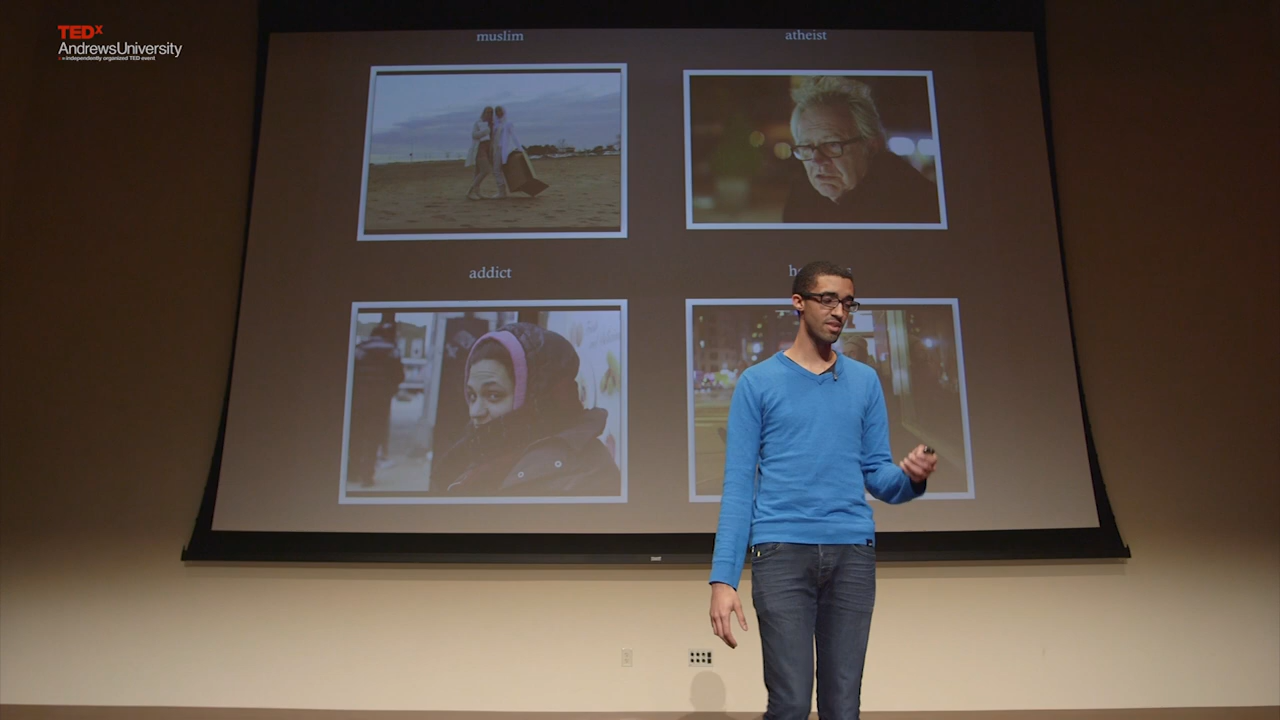 TEDx
AndrewsUniversity
x = independently organized TED event
muslim
atheist
addict